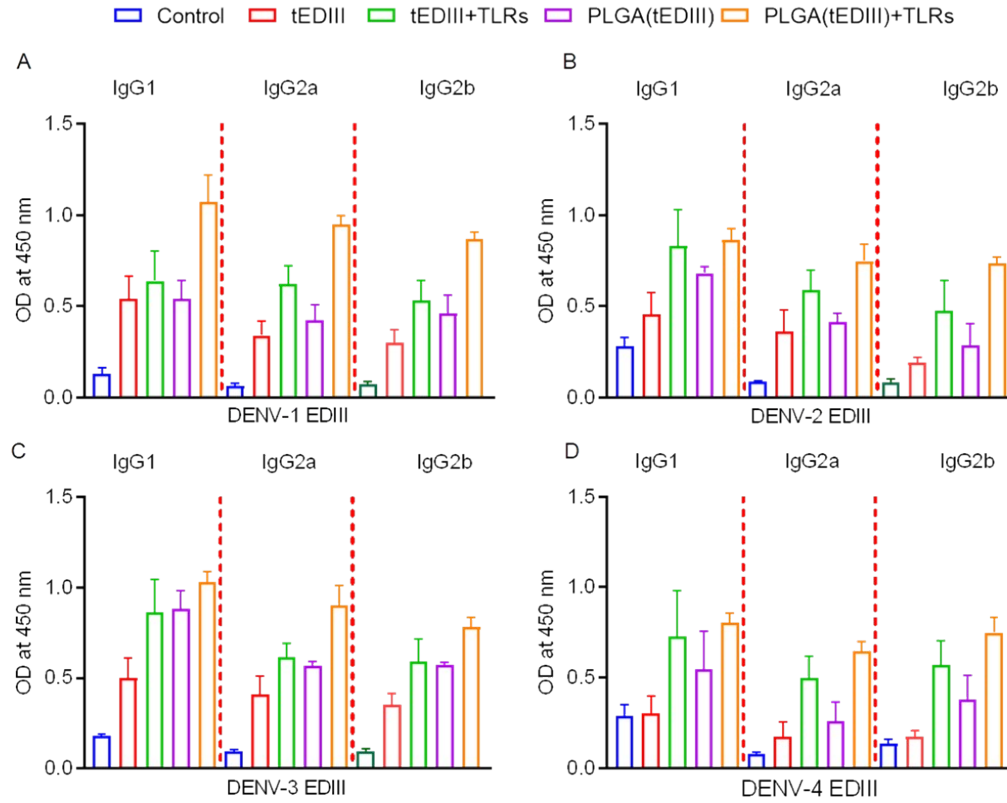 Control tEDIII tEDIII+TLRs PLGA(tEDIII) PLGA(tEDIII)+TLRs
A
IgG1 IgG2a IgG2b
OD at 450 nm
1.5
1.0
0.5
0.0
DENV-1 EDIII
B
IgG1 IgG2a IgG2b
OD at 450 nm
1.5
1.0
0.5
0.0
DENV-2 EDIII
C
IgG1 IgG2a IgG2b
OD at 450 nm
1.5
1.0
0.5
0.0
DENV-3 EDIII
D
IgG1 IgG2a IgG2b
OD at 450 nm
1.5
1.0
0.5
0.0
DENV-4 EDIII